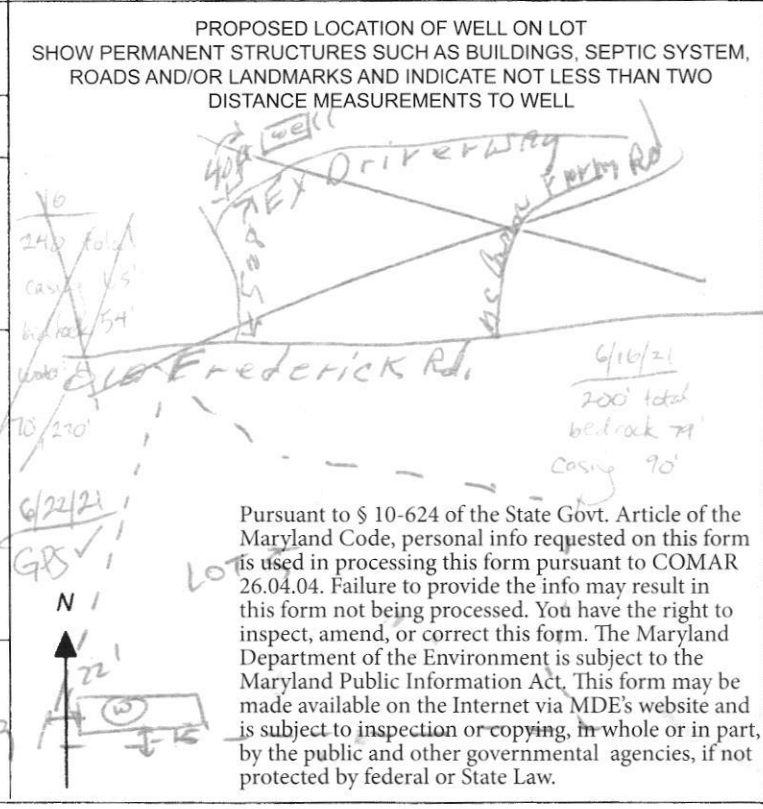 PROPOSED LOCATION OF WELL ON LOT
SHOW PERMANENT STRUCTURES SUCH AS BUILDINGS, SEPTIC SYSTEM,
ROADS AND/OR LANDMARKS AND INDICATE NOT LESS THAN TWO
DISTANCE MEASUREMENTS TO WELL
well
40ft
EX Driverway
Farm Rd
240 total
casing
bedrock 54'
70'/230'
Frederick Rd.
6/16/21
200' total
bedrock 79'
casing 90'
6/22/21
GPS ✓
LOT
Pursuant to § 10-624 of the State Govt. Article of the
Maryland Code, personal info requested on this form
is used in processing this form pursuant to COMAR
26.04.04. Failure to provide the info may result in
this form not being processed. You have the right to
inspect, amend, or correct this form. The Maryland
Department of the Environment is subject to the
Maryland Public Information Act. This form may be
made available on the Internet via MDE's website and
is subject to inspection or copying, in whole or in part,
by the public and other governmental agencies, if not
protected by federal or State Law.
N
22'
W
15